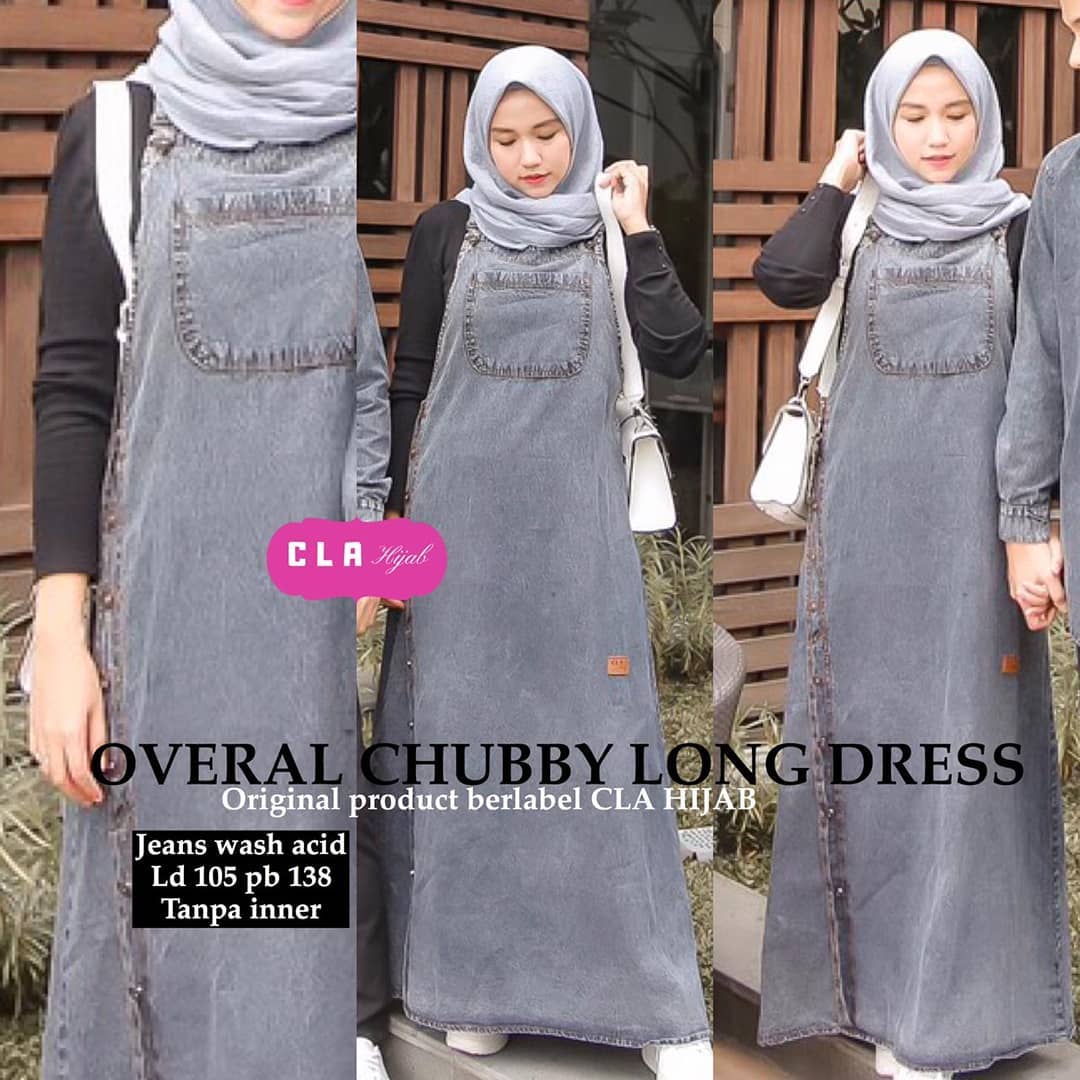 CLA Hijab
OVERAL CHUBBY LONG DRESS
Original product berlabel CLA HIJAB
Jeans wash acid
Ld 105 pb 138
Tanpa inner